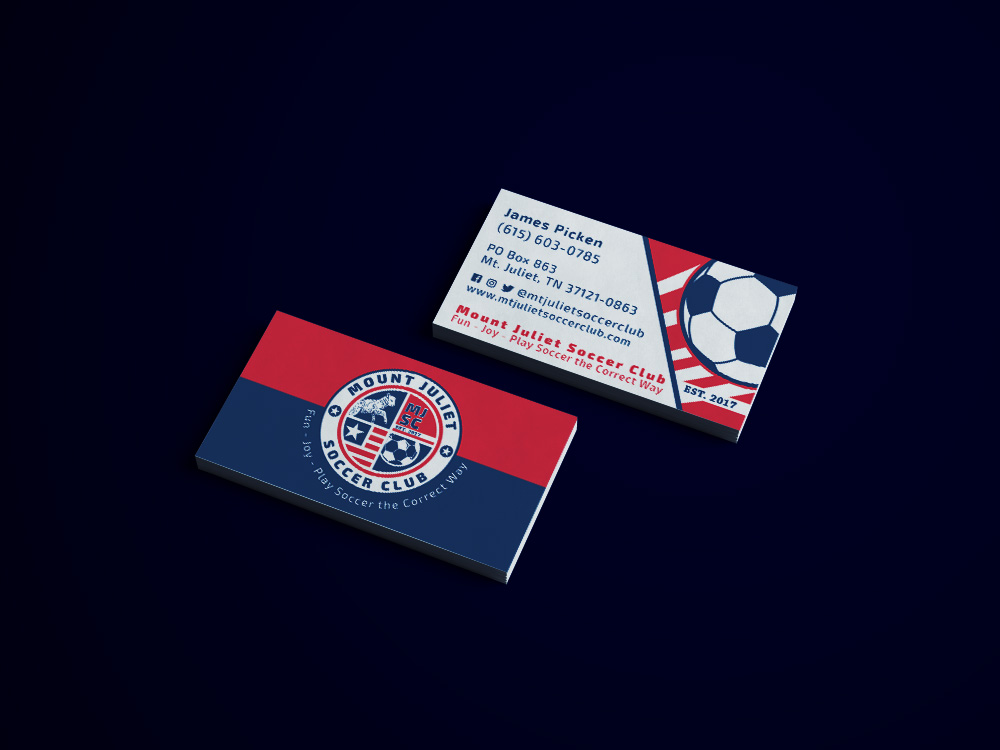 James Picken
(615) 603-0785
PO Box 863
Mt. Juliet, TN 37121-0863
@mtjulietsoccerclub
www.mtjulietsoccerclub.com
Mount Juliet Soccer Club
Fun - Joy - Play Soccer the Correct Way
EST. 2017
MOUNT JULIET
MJ
SC
EST. 2017
SOCCER CLUB
Fun - Joy - Play Soccer the Correct Way